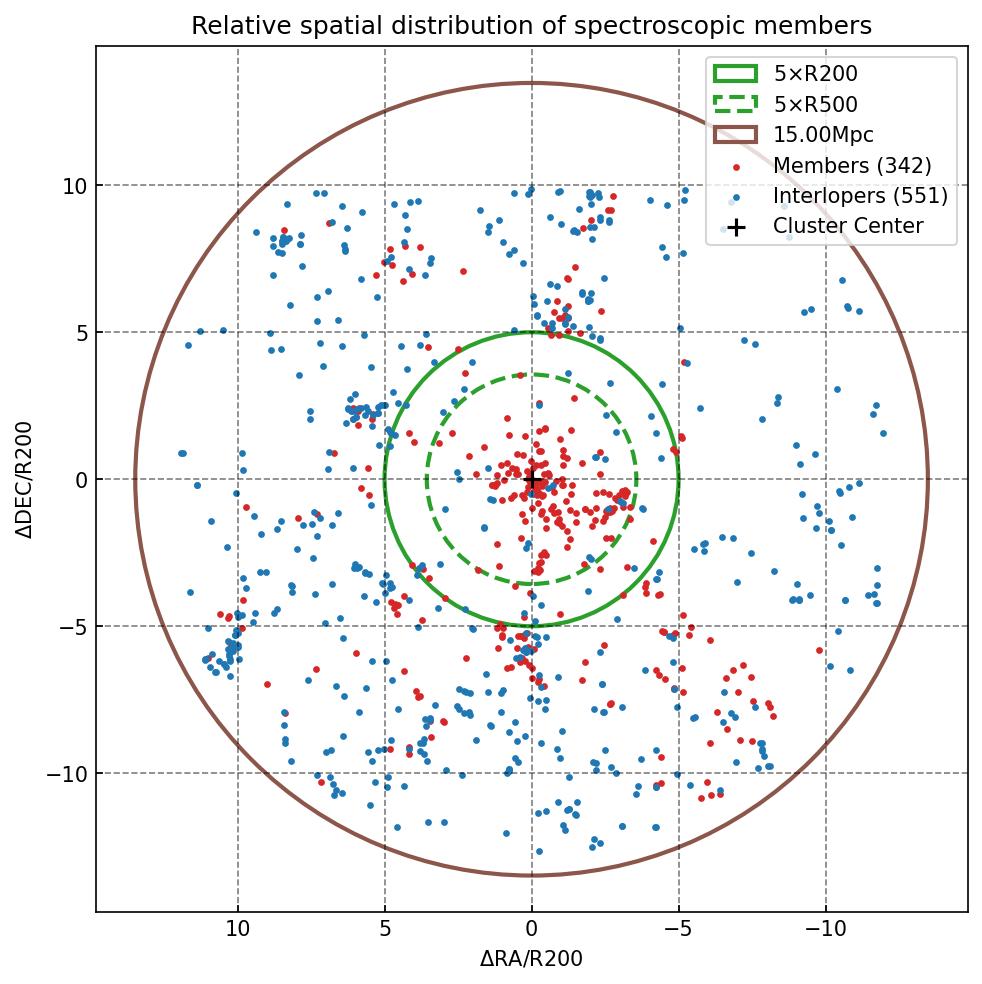 Relative spatial distribution of spectroscopic members
5×R200
5×R500
15.00Mpc
Members (342)
Interlopers (551)
Cluster Center
10
5
0
−5
−10
ΔDEC/R200
10
5
0
−5
−10
ΔRA/R200